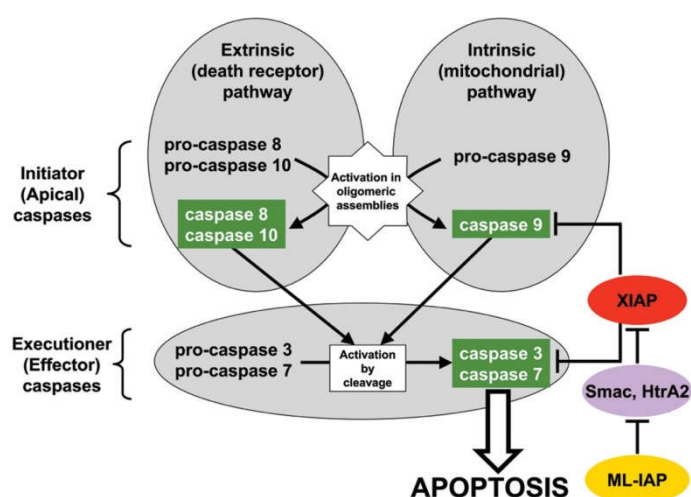 Extrinsic
(death receptor)
pathway
Intrinsic
(mitochondrial)
pathway
Initiator
(Apical)
caspases
pro-caspase 8
pro-caspase 10
Activation in
oligomeric
assemblies
pro-caspase 9
caspase 8
caspase 10
caspase 9
XIAP
Executioner
(Effector)
caspases
pro-caspase 3
pro-caspase 7
Activation
by
cleavage
caspase 3
caspase 7
Smac, HtrA2
APOPTOSIS
ML-IAP